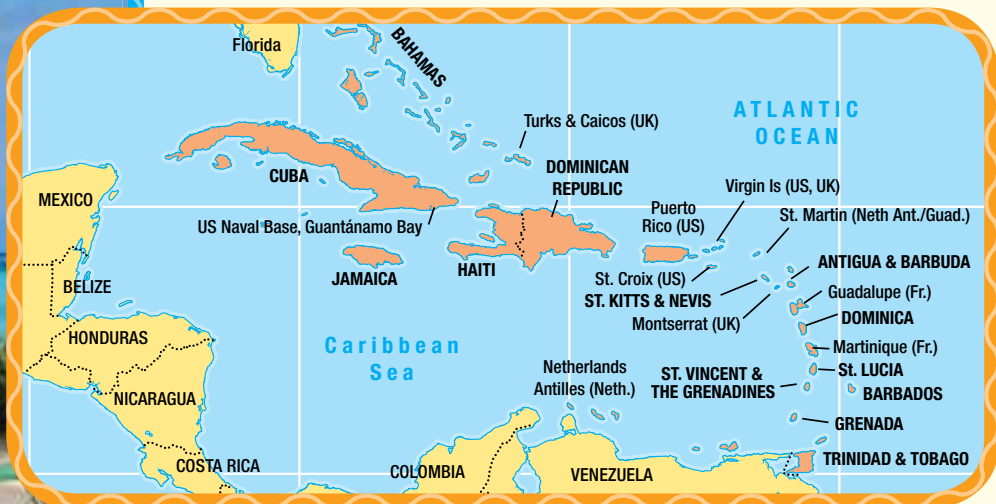 Florida
BAHAMAS
ATLANTIC
OCEAN
Turks & Caicos (UK)
DOMINICAN
REPUBLIC
CUBA
Virgin Is (US, UK)
MEXICO
Puerto
Rico (US)
St. Martin (Neth Ant./Guad.)
US Naval Base, Guantánamo Bay
JAMAICA
HAITI
ANTIGUA & BARBUDA
St. Croix (US)
BELIZE
Guadalupe (Fr.)
ST. KITTS & NEVIS
DOMINICA
Montserrat (UK)
HONDURAS
Caribbean
Sea
Martinique (Fr.)
Netherlands
Antilles (Neth.)
ST. VINCENT &
THE GRENADINES
St. LUCIA
BARBADOS
NICARAGUA
GRENADA
COSTA RICA
COLOMBIA
VENEZUELA
TRINIDAD & TOBAGO